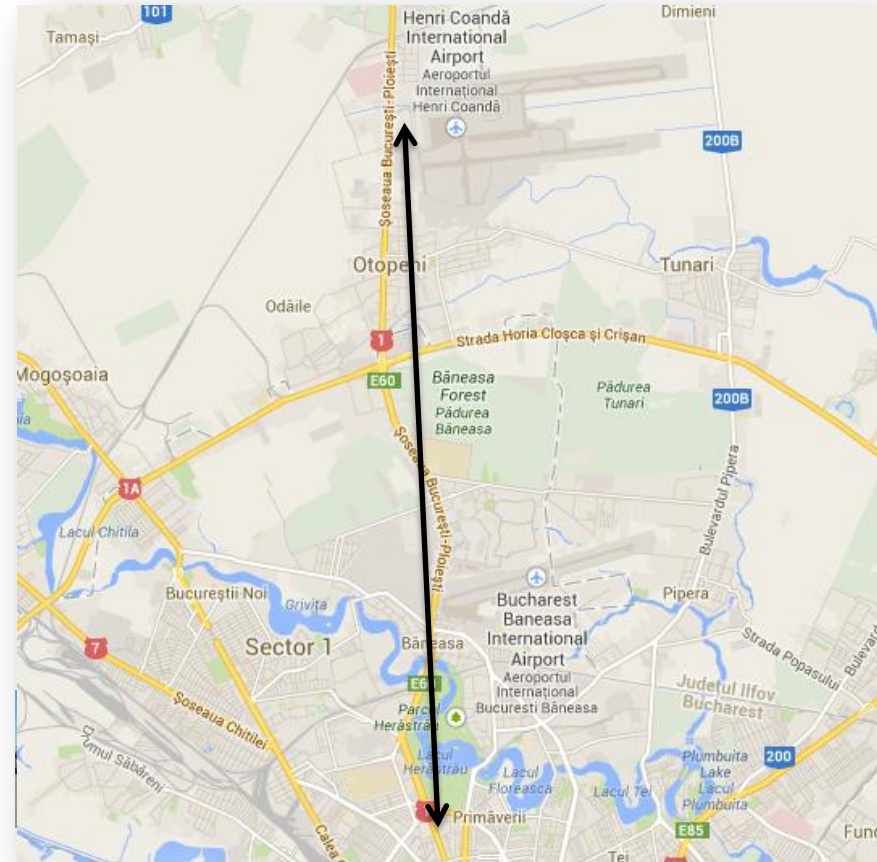 101
Tamași
Henri Coandă
International
Airport
Aeroportul
Internațional
Henri Coandă
Dimieni
Șoseaua București-Ploiești
200B
Otopeni
Tunari
Odăile
1
Strada Horia Cloșca și Crișan
Mogoșoaia
E60
Băneasa
Forest
Pădurea
Băneasa
Pădurea
Tunari
200B
Șoseaua București-Ploiești
Bulevardul Pipera
1A
Lacul Chitila
Bucureștii Noi
Grivița
Bucharest
Baneasa
International
Airport
Aeroportul
Internațional
Bucuresti Băneasa
Pipera
Strada Popasului
7
Sector 1
Băneasa
Șoseaua Chitilei
Parcul
Herăstrău
Județul Ilfov
Bucharest
Drumul Săbăreni
Lacul
Herăstrău
Lacul
Floreasca
Lacul Tei
Plumbuita
Lake
Lacul
Plumbuita
200
Primăverii
E85
Tei
Calea